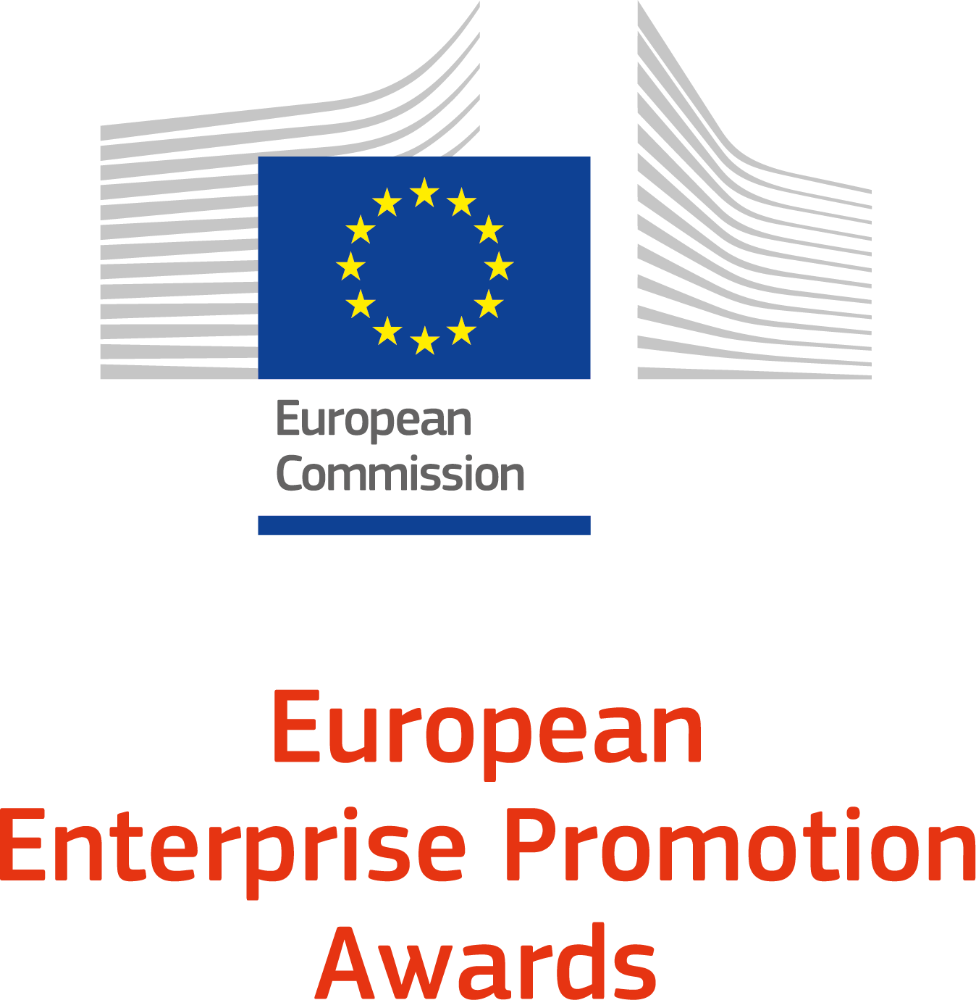 European
Commission
European
Enterprise Promotion
Awards